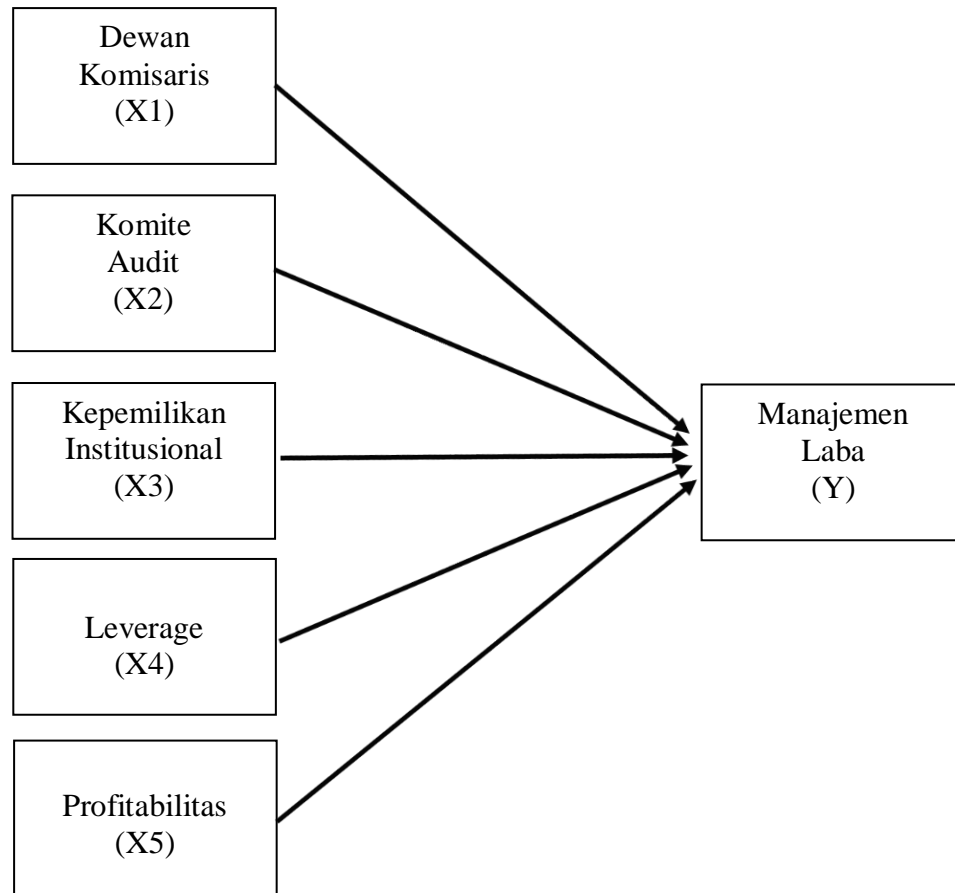 Dewan
Komisaris
(X1)
Komite
Audit
(X2)
Kepemilikan
Institusional
(X3)
Leverage
(X4)
Profitabilitas
(X5)
Manajemen
Laba
(Y)